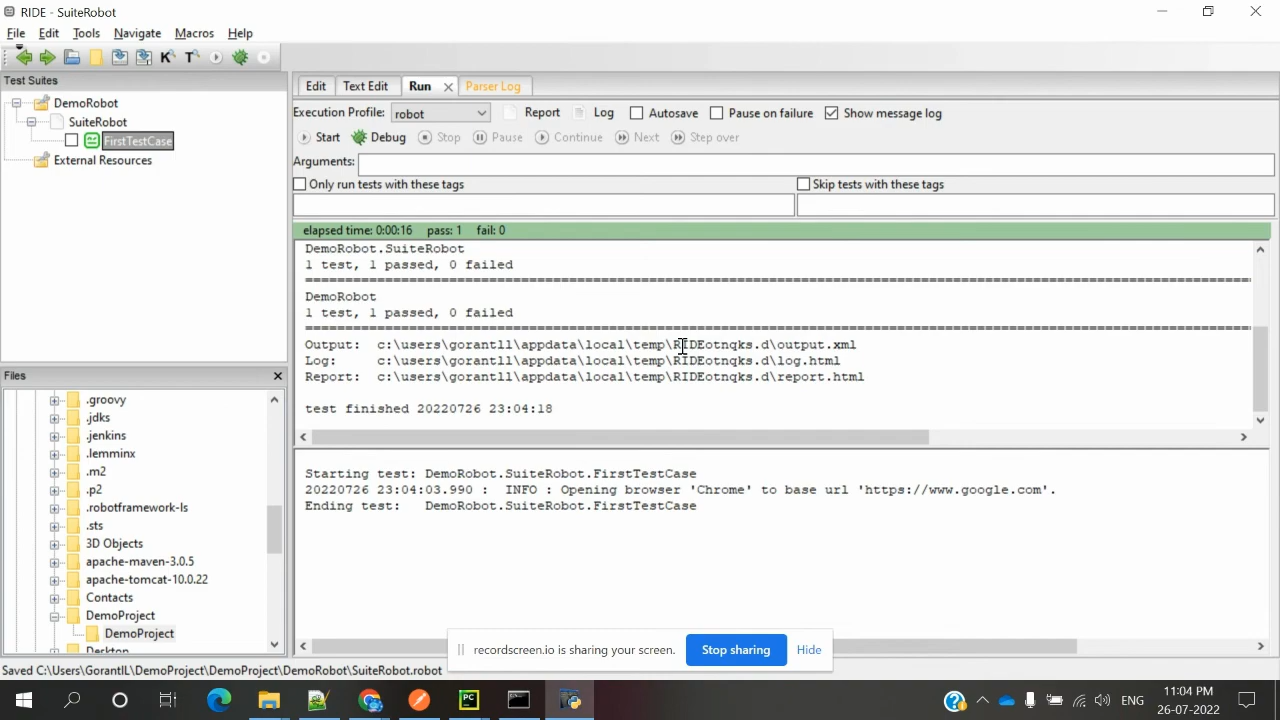 RIDE - SuiteRobot
File Edit Tools Navigate Macros Help
K T
Test Suites
DemoRobot
SuiteRobot
FirstTestCase
External Resources
Edit Text Edit Run Parser Log
Execution Profile: robot Report Log Autosave Pause on failure Show message log
Start Debug Stop Pause Continue Next Step over
Arguments:
Only run tests with these tags Skip tests with these tags
elapsed time: 0:00:16 pass: 1 fail: 0
DemoRobot.SuiteRobot
1 test, 1 passed, 0 failed
DemoRobot
1 test, 1 passed, 0 failed
Output: c:\users\gorantll\appdata\local\temp\RIDEotnqks.d\output.xml
Log: c:\users\gorantll\appdata\local\temp\RIDEotnqks.d\log.html
Report: c:\users\gorantll\appdata\local\temp\RIDEotnqks.d\report.html
test finished 20220726 23:04:18
Starting test: DemoRobot.SuiteRobot.FirstTestCase
20220726 23:04:03.990 : INFO : Opening browser 'Chrome' to base url 'https://www.google.com'.
Ending test: DemoRobot.SuiteRobot.FirstTestCase
Files
.groovy
.jdks
.jenkins
.lemminx
.m2
.p2
.robotframework-ls
.sts
3D Objects
apache-maven-3.0.5
apache-tomcat-10.0.22
Contacts
DemoProject
DemoProject
Desktop
recordscreen.io is sharing your screen. Stop sharing Hide
Saved C:\Users\GorantlL\DemoProject\DemoProject\DemoRobot\SuiteRobot.robot
PC
ENG
11:04 PM
26-07-2022